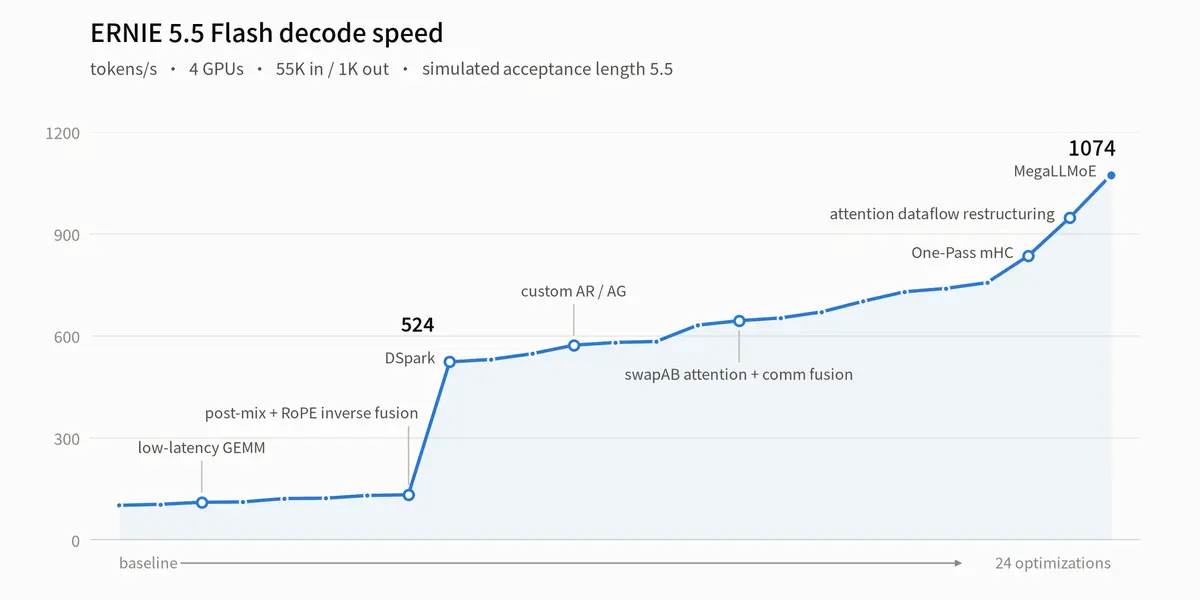 ERNIE 5.5 Flash decode speed
tokens/s • 4 GPUs • 55K in / 1K out • simulated acceptance length 5.5
1200
1074
MegaLLMoE
attention dataflow restructuring
900
One-Pass mHC
custom AR / AG
524
600
DSpark
swapAB attention + comm fusion
post-mix + RoPE inverse fusion
300
low-latency GEMM
0
baseline
24 optimizations